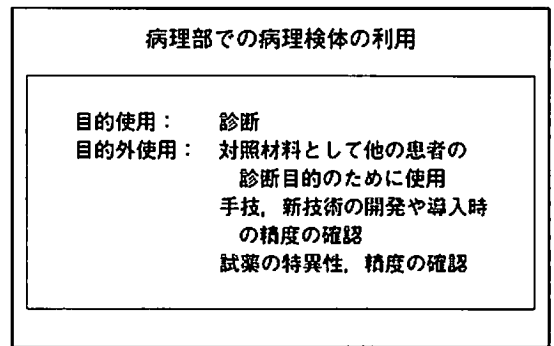 病理部での病理検体の利用
目的使用： 診断
目的外使用： 対照材料として他の患者の
診断目的のために使用
手技，新技術の開発や導入時
の精度の確認
試薬の特異性，精度の確認